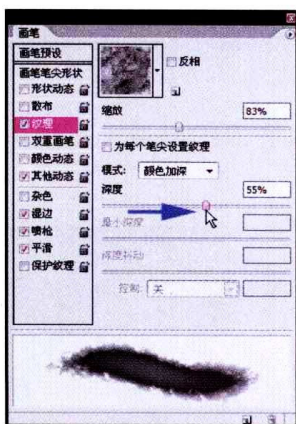 画笔
画笔预设
画笔笔尖形状
形状动态
散布
纹理
双重画笔
颜色动态
其他动态
杂色
湿边
喷枪
平滑
保护纹理
反相
缩放 83%
为每个笔尖设置纹理
模式: 颜色加深
深度 55%
最小深度
深度抖动
控制: 关